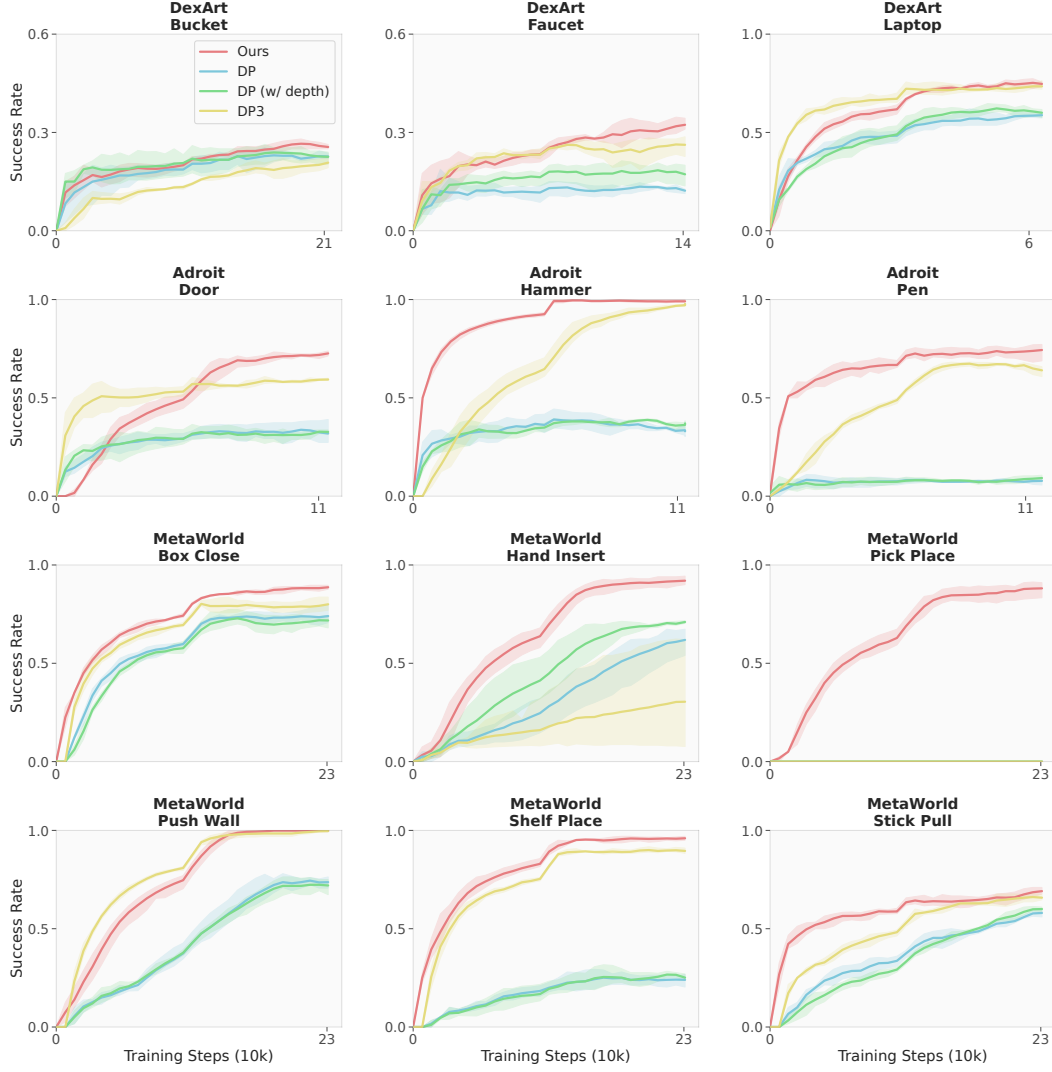 DexArt
Bucket
DexArt
Faucet
DexArt
Laptop
0.6
0.3
0.0
0
21
Success Rate
Ours
DP
DP (w/ depth)
DP3
0.6
0.3
0.0
0
14
1.0
0.5
0.0
0
6
Adroit
Door
Adroit
Hammer
Adroit
Pen
1.0
0.5
0.0
0
11
Success Rate
1.0
0.5
0.0
0
11
1.0
0.5
0.0
0
11
MetaWorld
Box Close
MetaWorld
Hand Insert
MetaWorld
Pick Place
1.0
0.5
0.0
0
23
Success Rate
1.0
0.5
0.0
0
23
1.0
0.5
0.0
0
23
MetaWorld
Push Wall
MetaWorld
Shelf Place
MetaWorld
Stick Pull
1.0
0.5
0.0
0
23
Success Rate
Training Steps (10k)
1.0
0.5
0.0
0
23
Training Steps (10k)
1.0
0.5
0.0
0
23
Training Steps (10k)